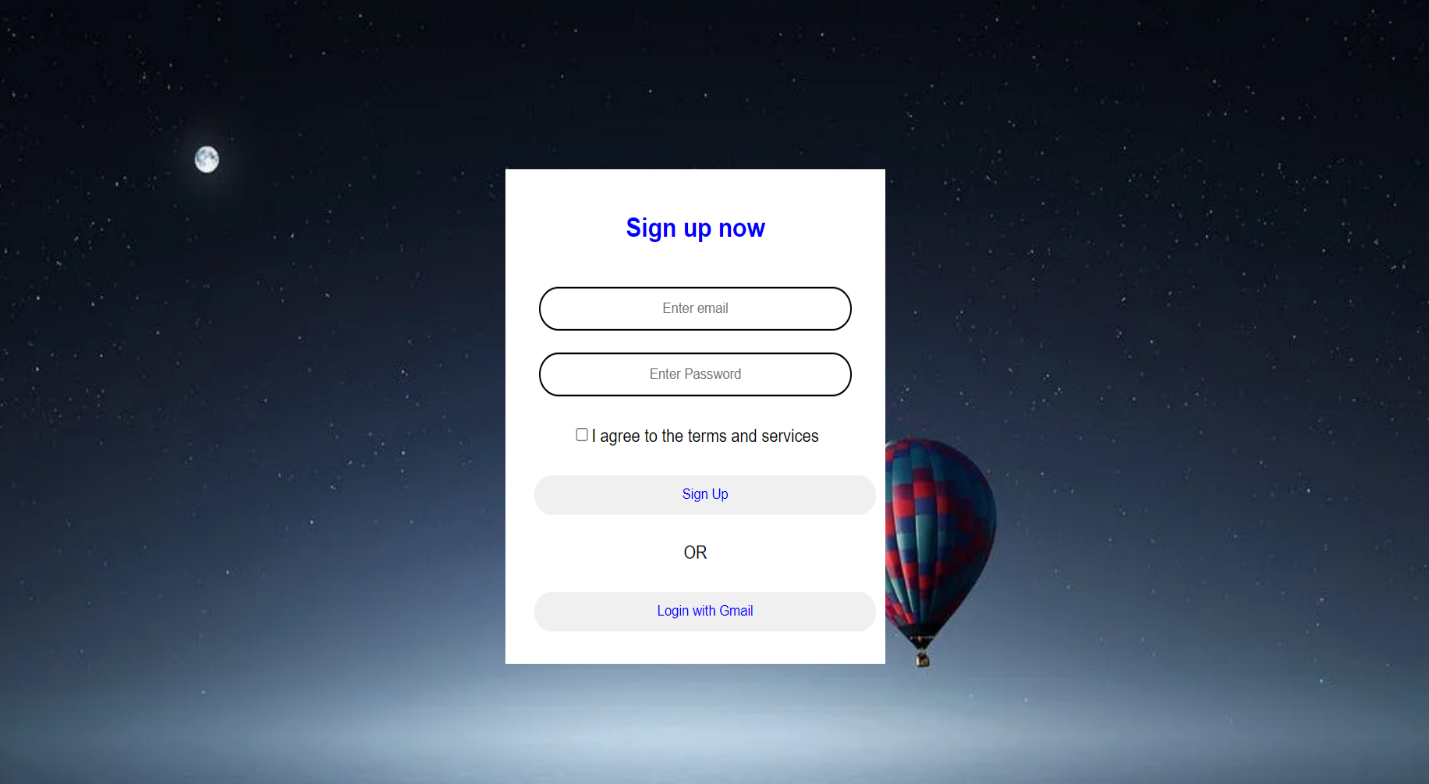 Sign up now
Enter email
Enter Password
I agree to the terms and services
Sign Up
OR
Login with Gmail